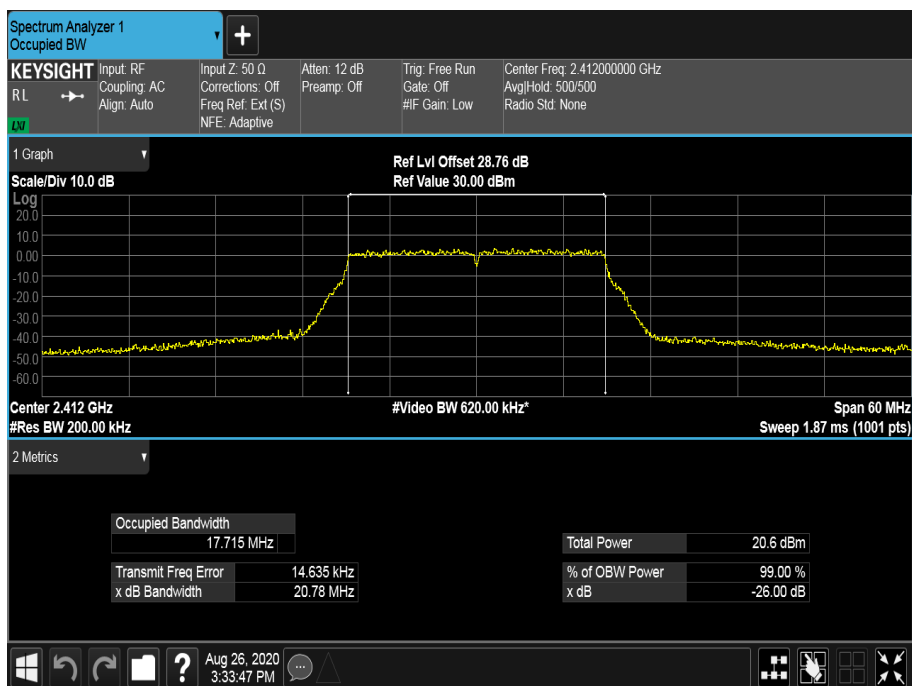 Spectrum Analyzer 1
Occupied BW
+
KEYSIGHT Input: RF Input Z: 50 Ω Atten: 12 dB Trig: Free Run Center Freq: 2.412000000 GHz
R L Coupling: AC Corrections: Off Preamp: Off Gate: Off Avg|Hold: 500/500
Align: Auto Freq Ref: Ext (S) #IF Gain: Low Radio Std: None
LXI NFE: Adaptive
1 Graph
Ref Lvl Offset 28.76 dB
Scale/Div 10.0 dB Ref Value 30.00 dBm
Log
20.0
10.0
0.00
-10.0
-20.0
-30.0
-40.0
-50.0
-60.0
Center 2.412 GHz #Video BW 620.00 kHz* Span 60 MHz
#Res BW 200.00 kHz Sweep 1.87 ms (1001 pts)
2 Metrics
Occupied Bandwidth
17.715 MHz Total Power 20.6 dBm
Transmit Freq Error 14.635 kHz % of OBW Power 99.00 %
x dB Bandwidth 20.78 MHz x dB -26.00 dB
? Aug 26, 2020
3:33:47 PM